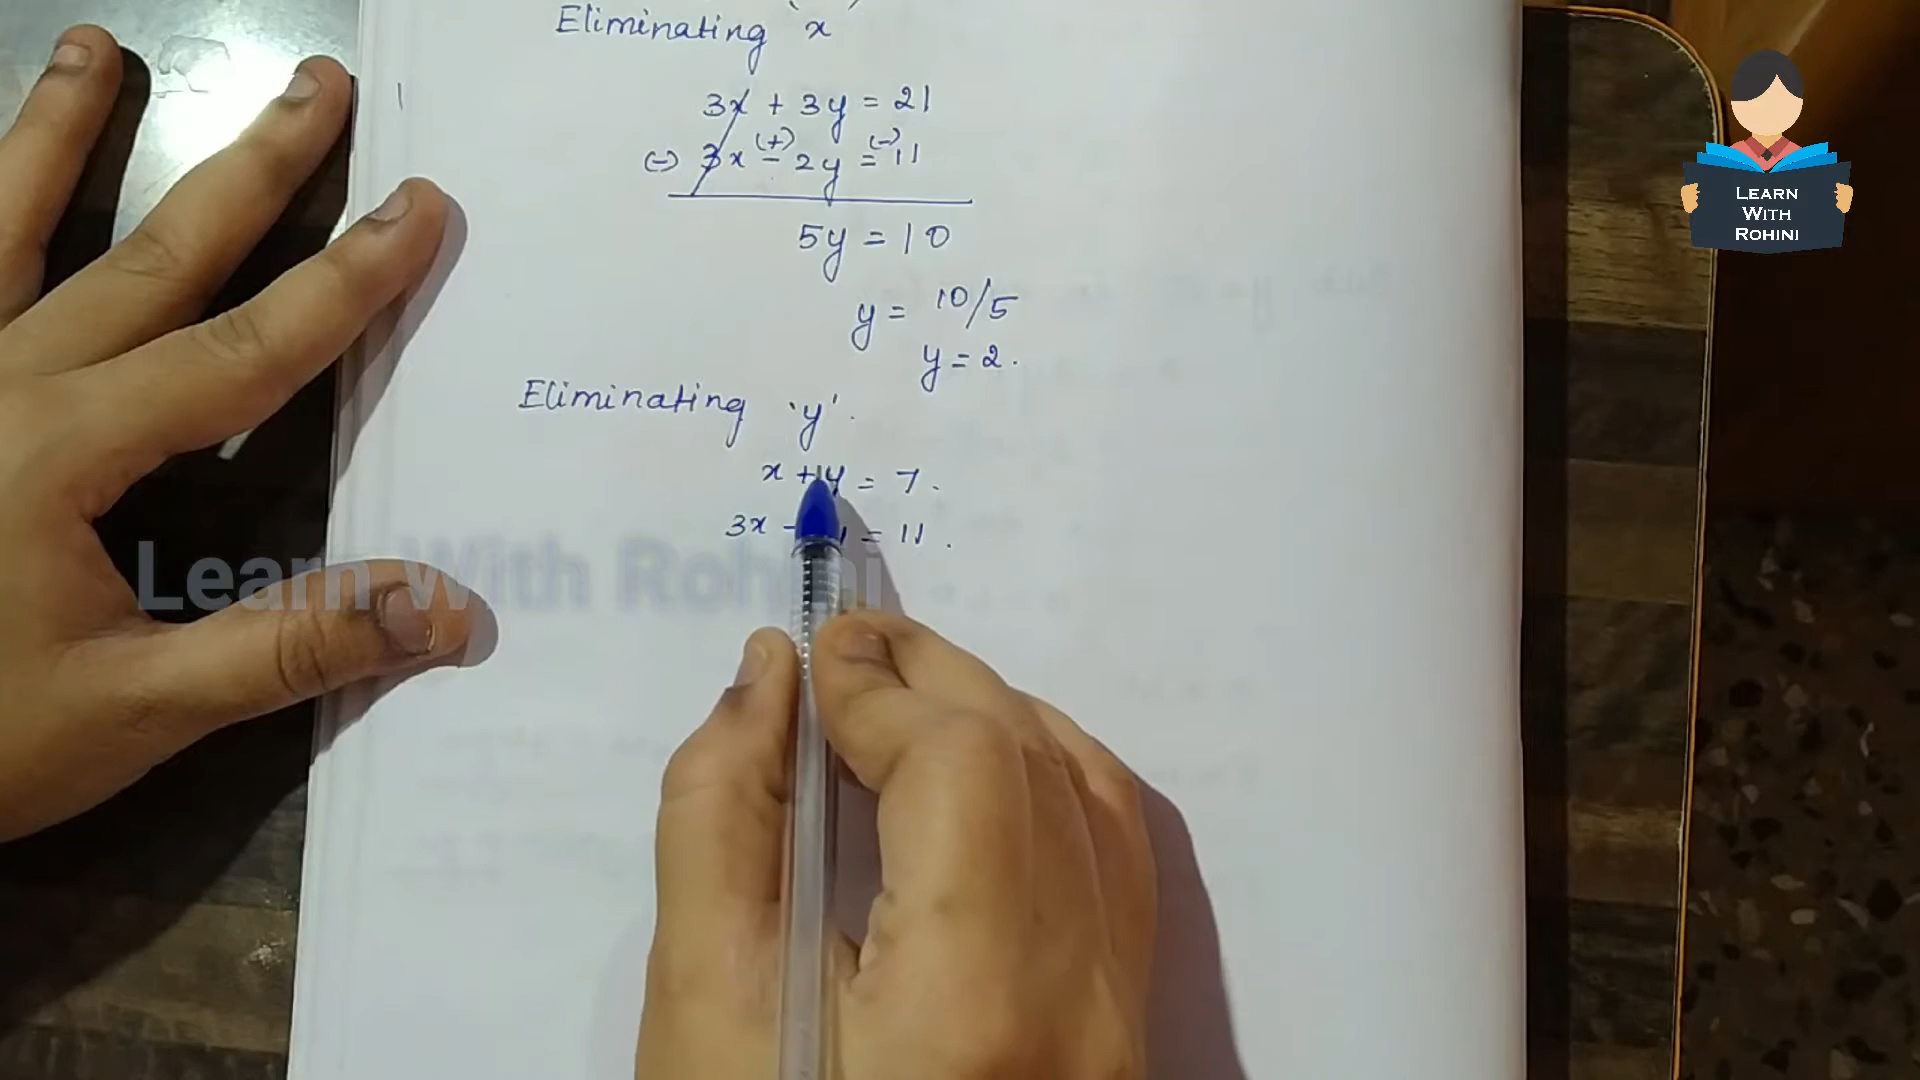 Eliminating 'x'
3x + 3y = 21
(-) 3x (+) - 2y = (-) 11
5y = 10
y = 10/5
y = 2.
Eliminating 'y'.
x + y = 7.
3x - y = 11.
LEARN
WITH
ROHINI
Learn With Rohini